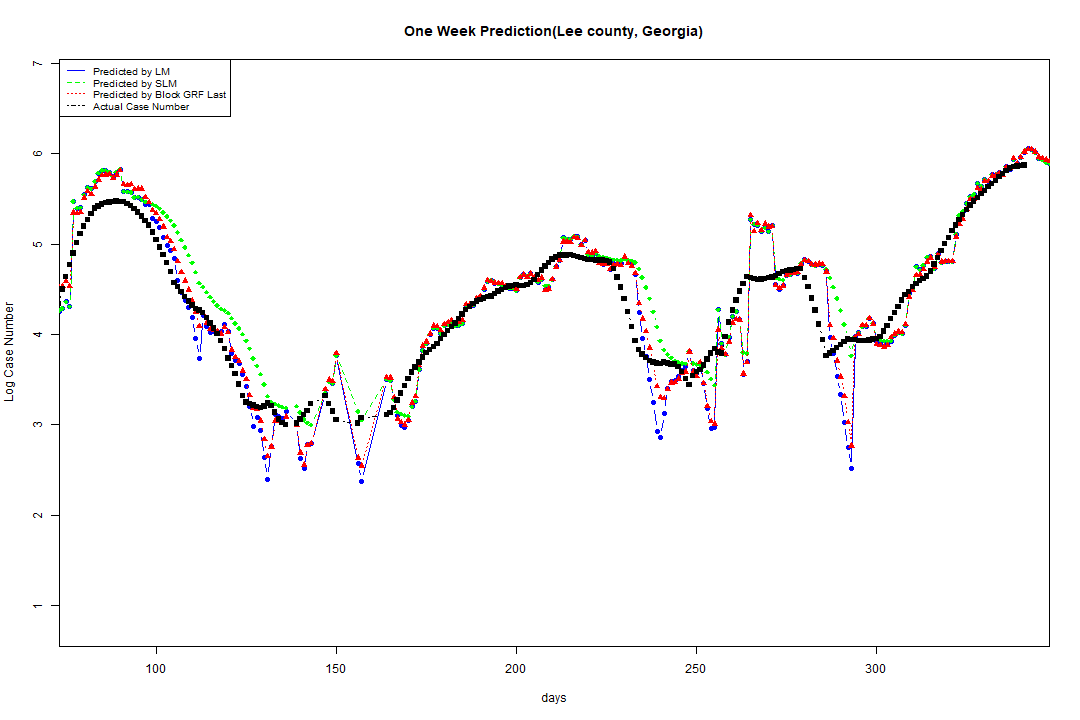 One Week Prediction(Lee county, Georgia)
7
Predicted by LM
Predicted by SLM
Predicted by Block GRF Last
Actual Case Number
6
5
4
3
2
1
Log Case Number
100 150 200 250 300
days